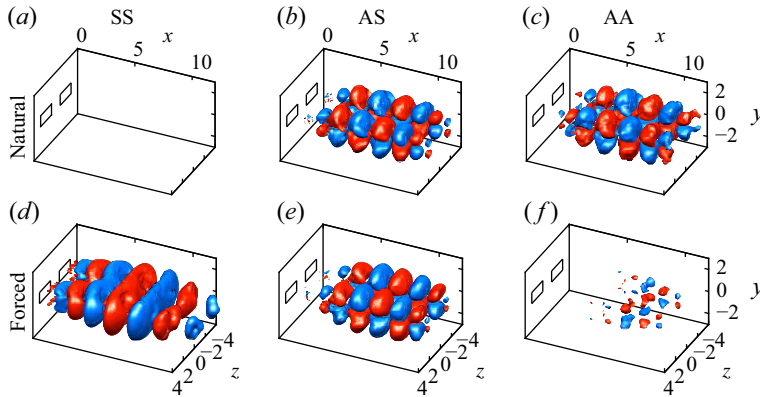 (a) SS (b) AS (c) AA
0 5 x 10 0 5 x 10 0 5 x 10
Natural
2
0
−2
y
(d) (e) (f)
Forced
2
0
−2
y
4 2 0 −2 −4 z
4 2 0 −2 −4 z
4 2 0 −2 −4 z